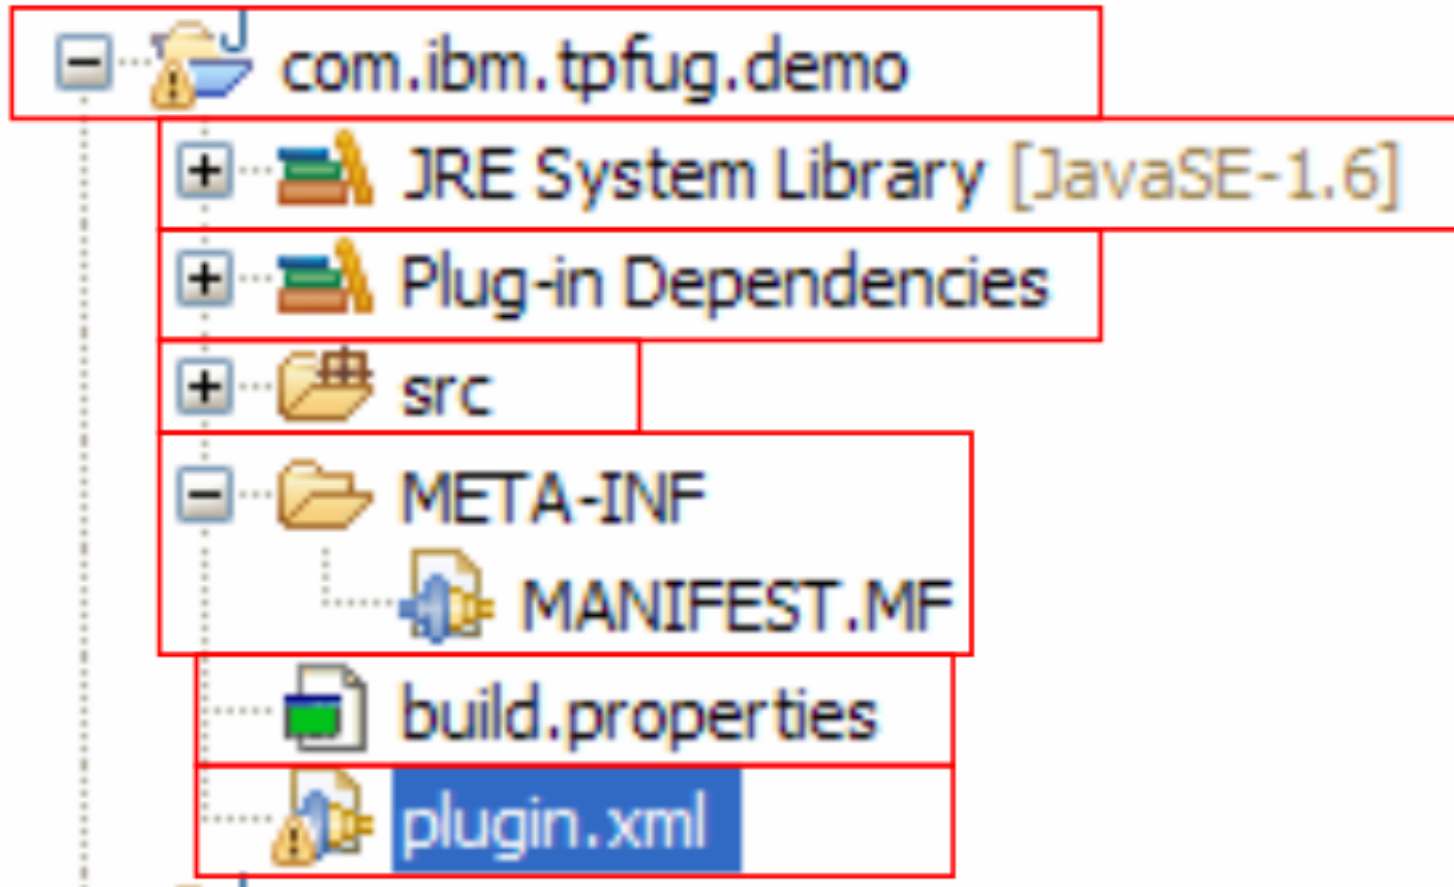 com.ibm.tpfug.demo
JRE System Library [JavaSE-1.6]
Plug-in Dependencies
src
META-INF
MANIFEST.MF
build.properties
plugin.xml